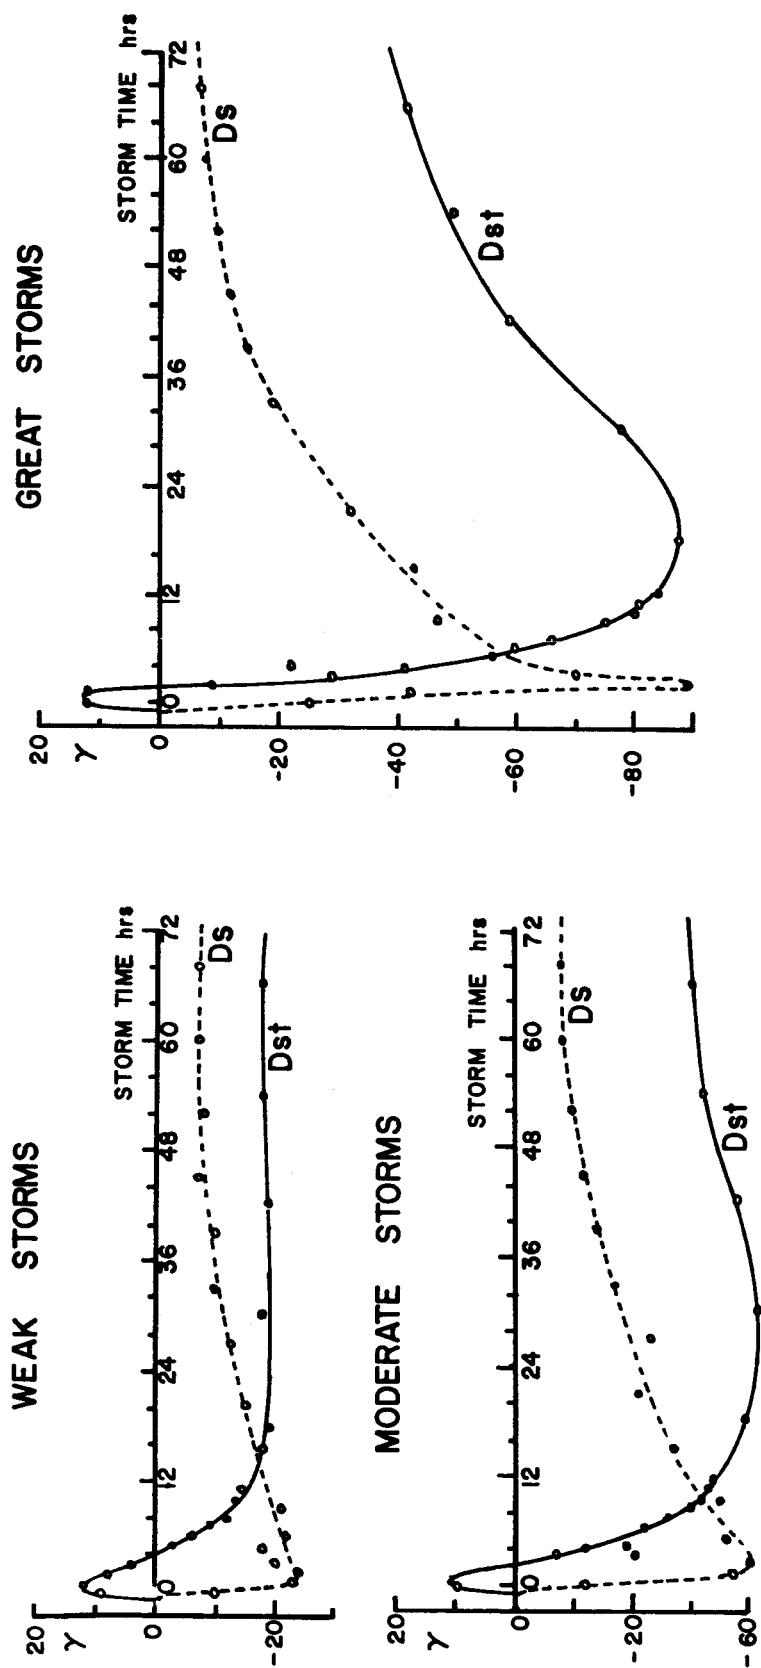 WEAK STORMS
STORM TIME hrs
20
γ
0
-20
0 12 24 36 48 60 72
Ds
Dst
GREAT STORMS
STORM TIME hrs
20
γ
0
-20
-40
-60
-80
0 12 24 36 48 60 72
Ds
Dst
MODERATE STORMS
STORM TIME hrs
20
γ
0
-20
-60
0 12 24 36 48 60 72
Ds
Dst